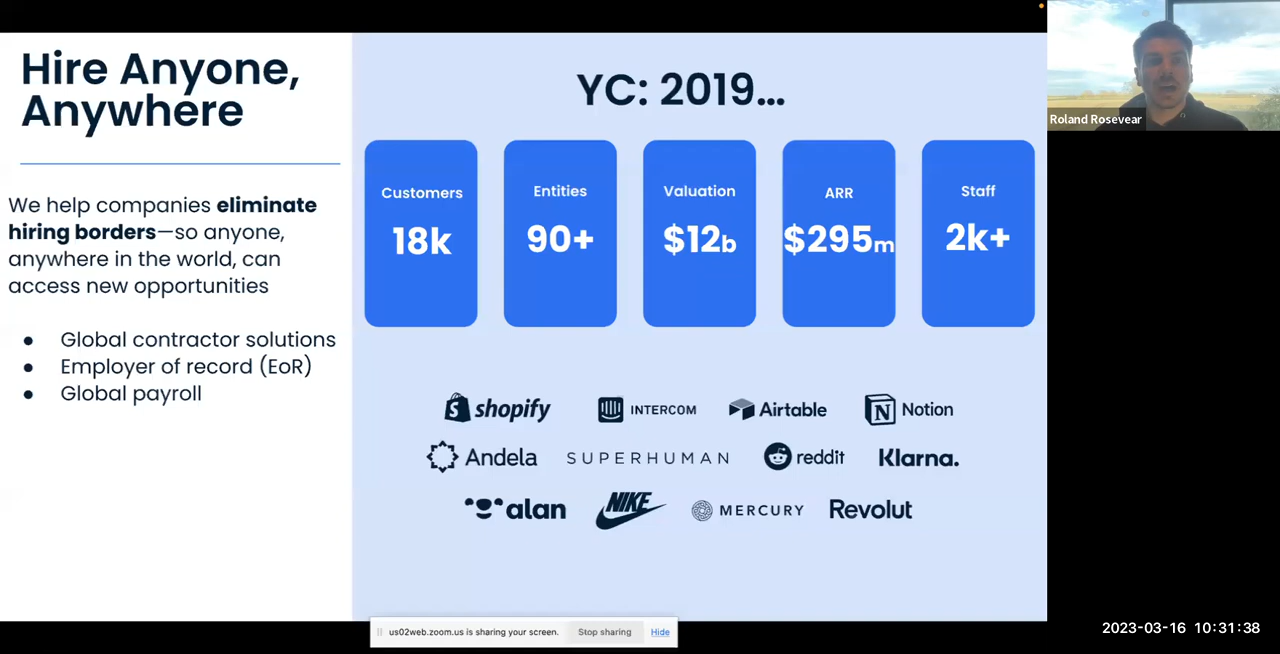 Hire Anyone,
Anywhere
We help companies eliminate
hiring borders—so anyone,
anywhere in the world, can
access new opportunities
● Global contractor solutions
● Employer of record (EoR)
● Global payroll
YC: 2019...
Customers
18k
Entities
90+
Valuation
$12b
ARR
$295m
Staff
2k+
shopify INTERCOM Airtable Notion
Andela SUPERHUMAN reddit Klarna.
alan NIKE MERCURY Revolut
Roland Rosevear
us02web.zoom.us is sharing your screen. Stop sharing Hide
2023-03-16 10:31:38